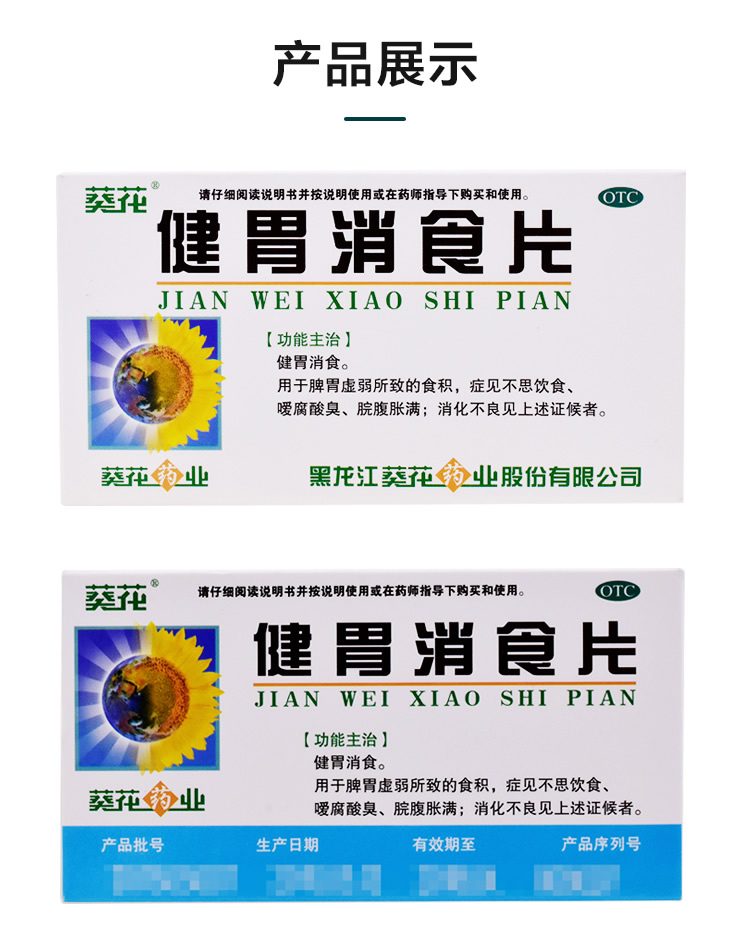 产品展示
葵花®
请仔细阅读说明书并按说明使用或在药师指导下购买和使用。
OTC
健胃消食片
JIAN WEI XIAO SHI PIAN
【功能主治】
健胃消食。
用于脾胃虚弱所致的食积，症见不思饮食、
嗳腐酸臭、脘腹胀满；消化不良见上述证候者。
葵花药业
黑龙江葵花药业股份有限公司
葵花®
请仔细阅读说明书并按说明使用或在药师指导下购买和使用。
OTC
健胃消食片
JIAN WEI XIAO SHI PIAN
【功能主治】
健胃消食。
用于脾胃虚弱所致的食积，症见不思饮食、
嗳腐酸臭、脘腹胀满；消化不良见上述证候者。
葵花药业
产品批号 生产日期 有效期至 产品序列号